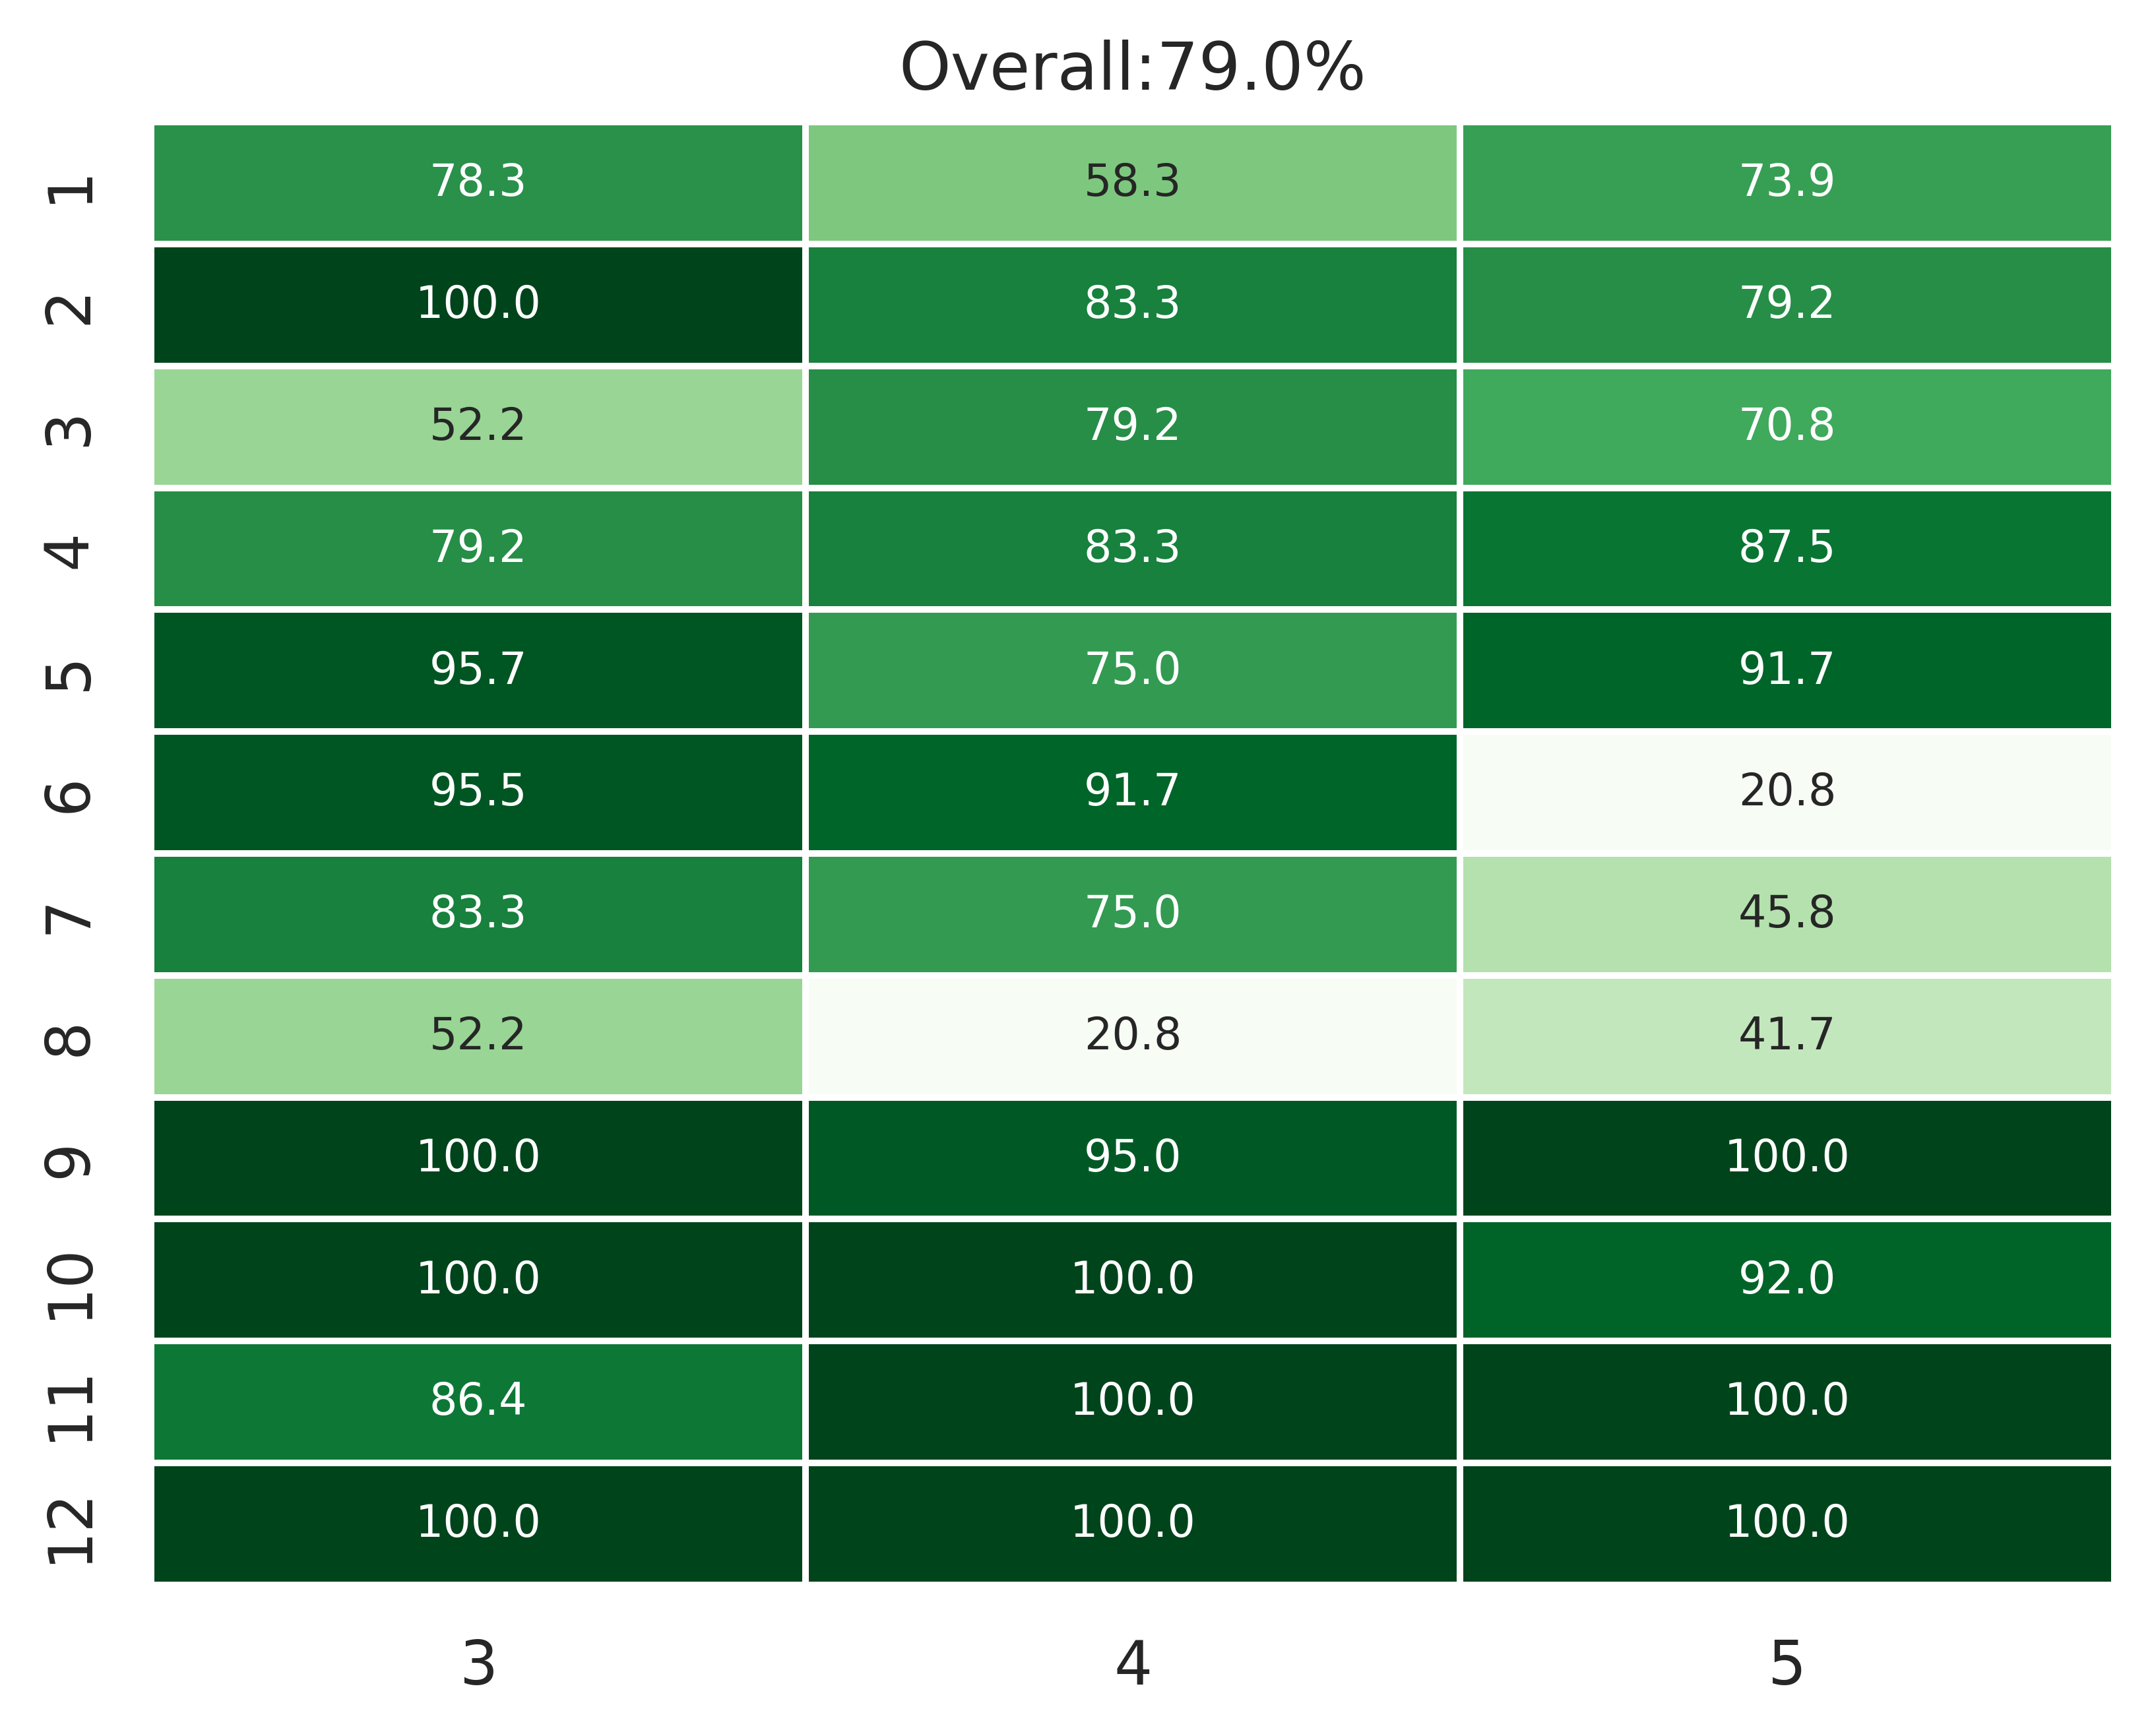 Overall:79.0%
1 78.3 58.3 73.9
2 100.0 83.3 79.2
3 52.2 79.2 70.8
4 79.2 83.3 87.5
5 95.7 75.0 91.7
6 95.5 91.7 20.8
7 83.3 75.0 45.8
8 52.2 20.8 41.7
9 100.0 95.0 100.0
10 100.0 100.0 92.0
11 86.4 100.0 100.0
12 100.0 100.0 100.0
3 4 5